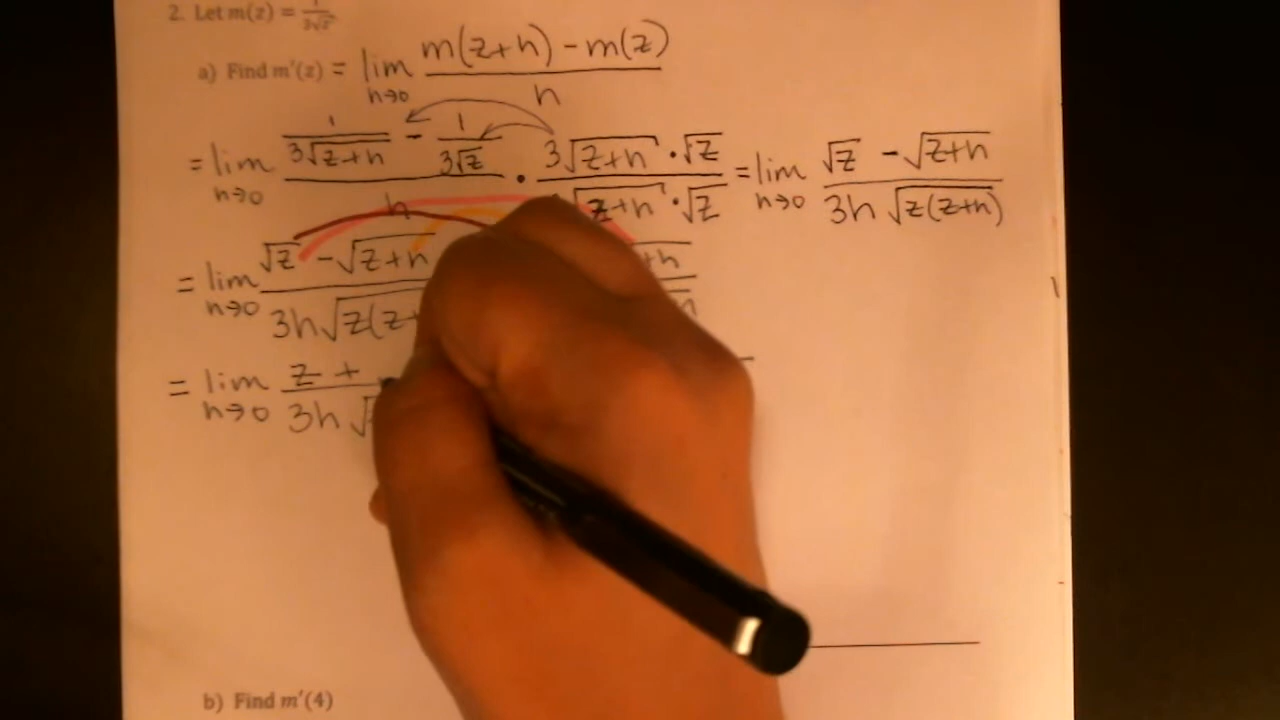 2. Let m(z) = 1/(3√z)
a) Find m'(z) = lim h→0 (m(z+h) − m(z))/h
= lim h→0 (1/(3√(z+h)) − 1/(3√z))/h · (3√(z+h) · √z)/(√(z+h) · √z) = lim h→0 (√z − √(z+h))/(3h√(z(z+h)))
= lim h→0 (√z − √(z+h))/(3h√(z(z+ +h
= lim h→0 z + 3h√
b) Find m'(4)